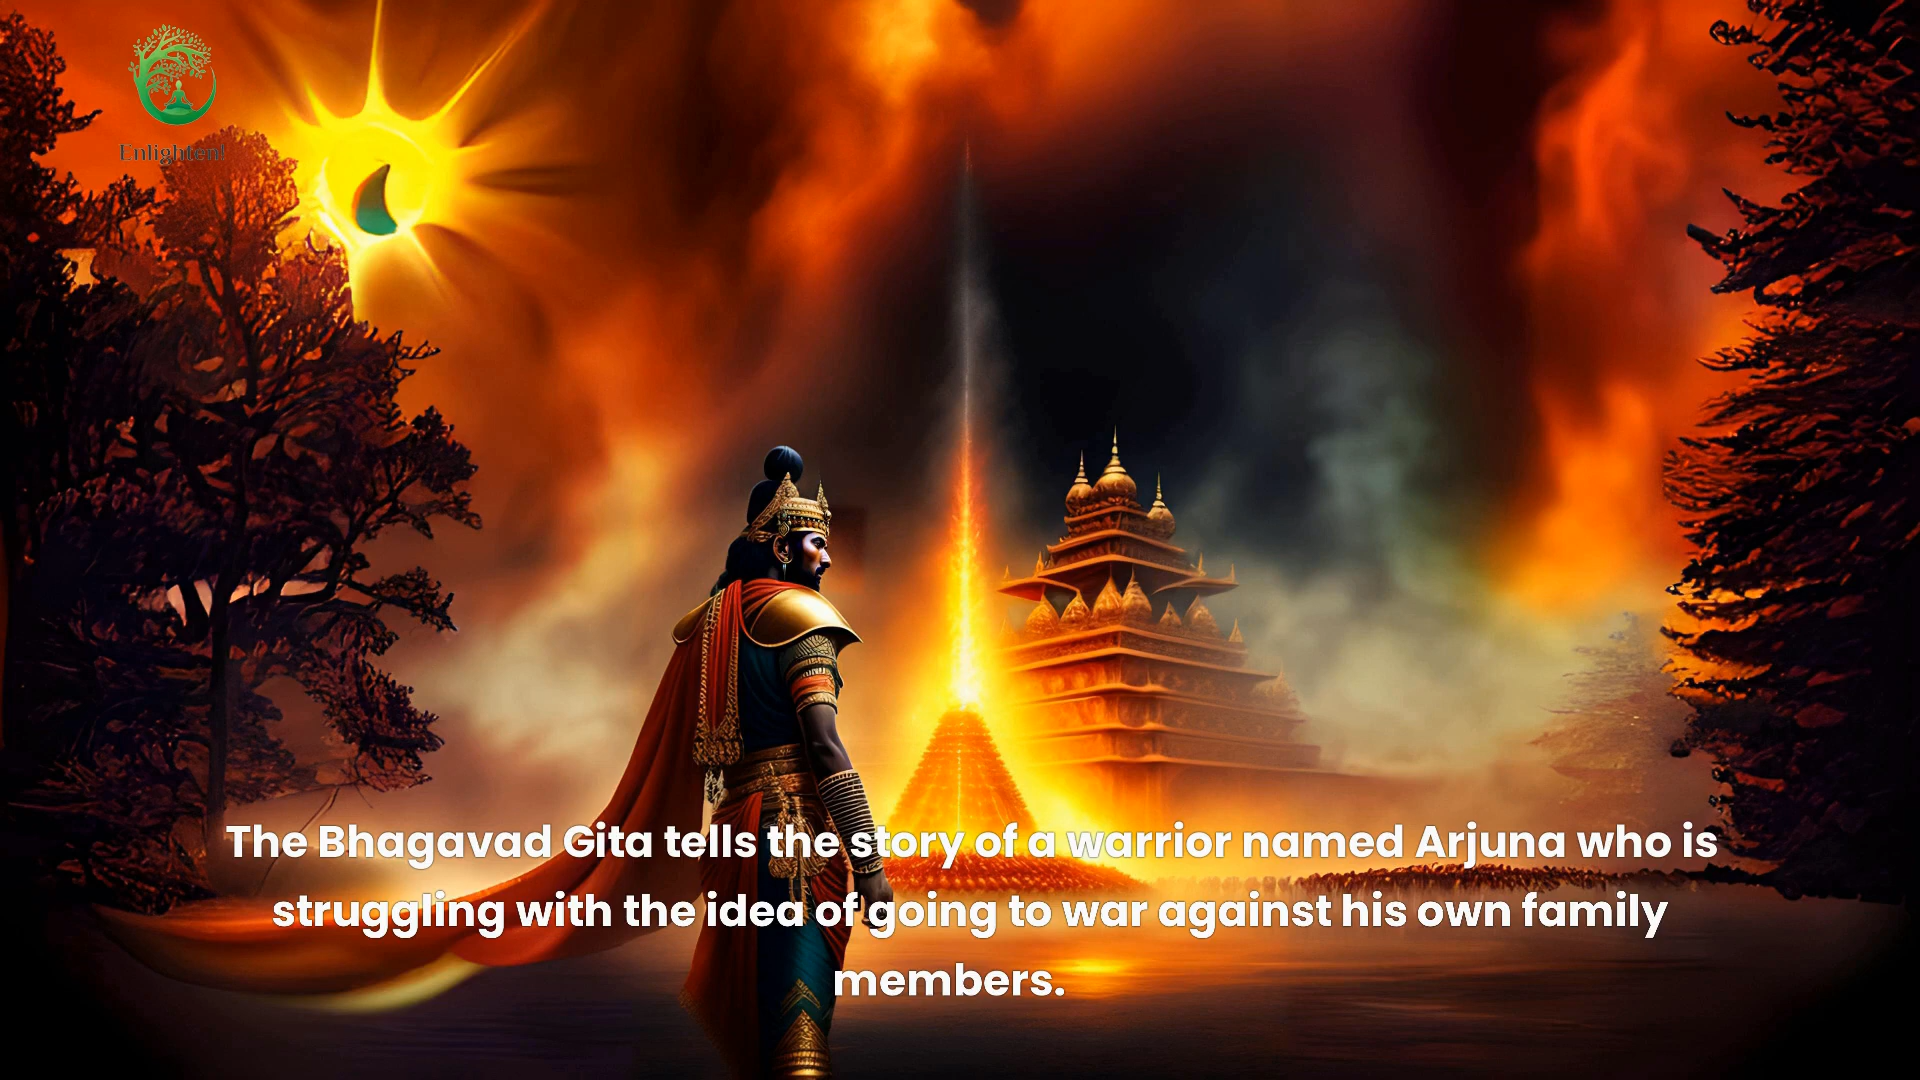 Enlighten!
The Bhagavad Gita tells the story of a warrior named Arjuna who is
struggling with the idea of going to war against his own family
members.